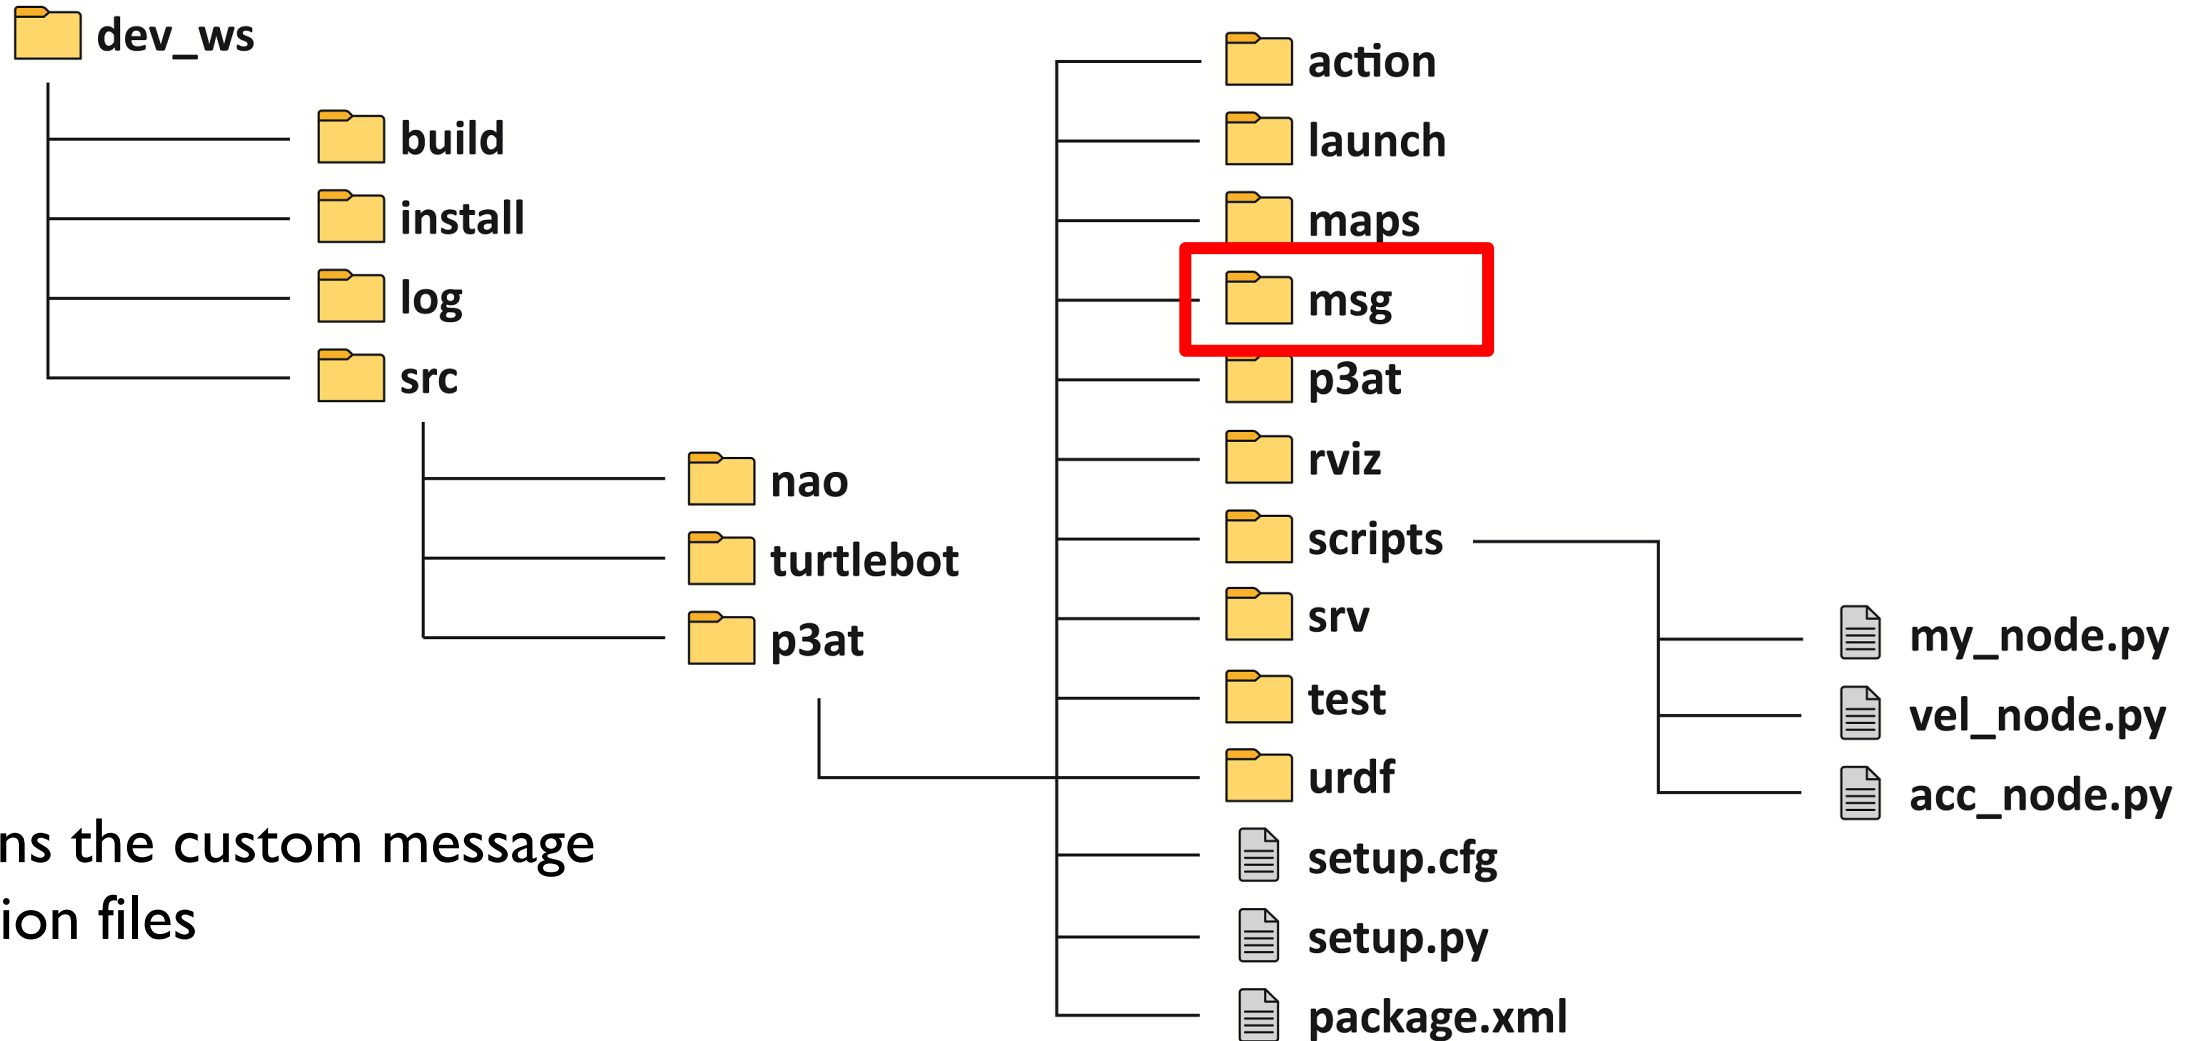 dev_ws
build
install
log
src
nao
turtlebot
p3at
action
launch
maps
msg
p3at
rviz
scripts
srv
test
urdf
setup.cfg
setup.py
package.xml
my_node.py
vel_node.py
acc_node.py
ns the custom message
ion files